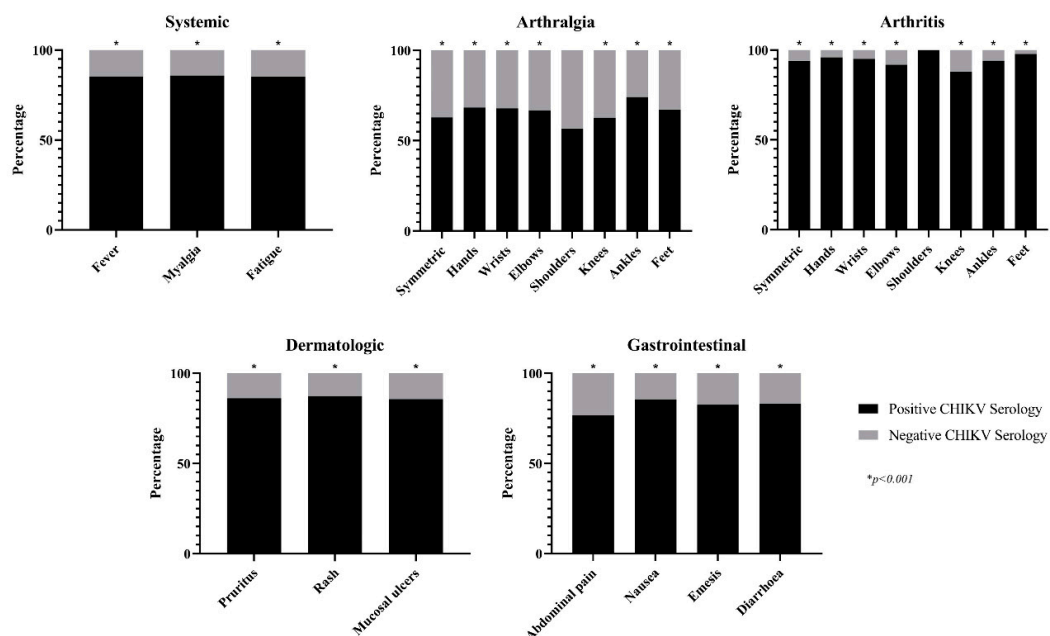 Systemic
Percentage
100
50
0
* * *
Fever Myalgia Fatigue
Arthralgia
Percentage
100
50
0
* * * * * * *
Symmetric Hands Wrists Elbows Shoulders Knees Ankles Feet
Arthritis
Percentage
100
50
0
* * * * * * *
Symmetric Hands Wrists Elbows Shoulders Knees Ankles Feet
Dermatologic
Percentage
100
50
0
* * *
Pruritus Rash Mucosal ulcers
Gastrointestinal
Percentage
100
50
0
* * * *
Abdominal pain Nausea Emesis Diarrhoea
Positive CHIKV Serology
Negative CHIKV Serology
*p<0.001